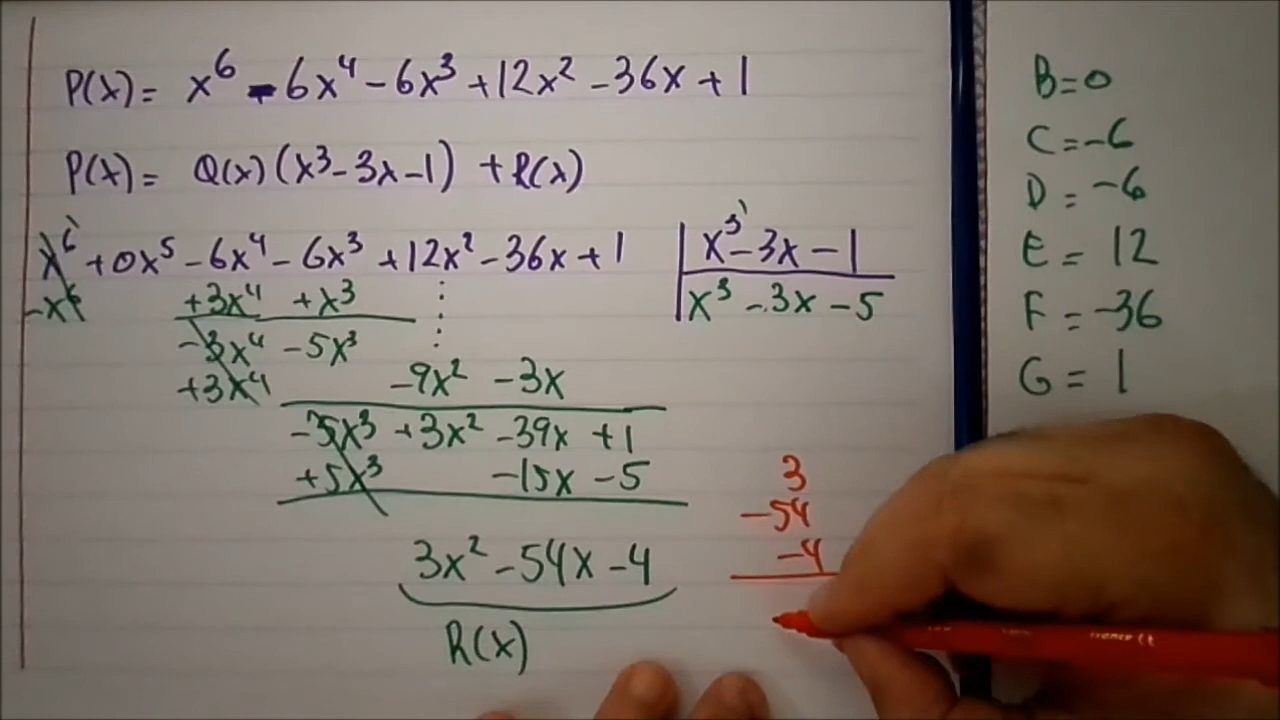 P(x) = x⁶ - 6x⁴ - 6x³ + 12x² - 36x + 1
P(x) = Q(x) (x³ - 3x - 1) + R(x)
x⁶ + 0x⁵ - 6x⁴ - 6x³ + 12x² - 36x + 1
x³ - 3x - 1
-x⁶ +3x⁴ +x³
x³ - 3x - 5
-3x⁴ - 5x³
+3x⁴ -9x² -3x
-5x³ + 3x² - 39x + 1
+5x³ -15x - 5
3x² - 54x - 4
R(x)
3
-54
-4
B = 0
C = -6
D = -6
E = 12
F = -36
G = 1